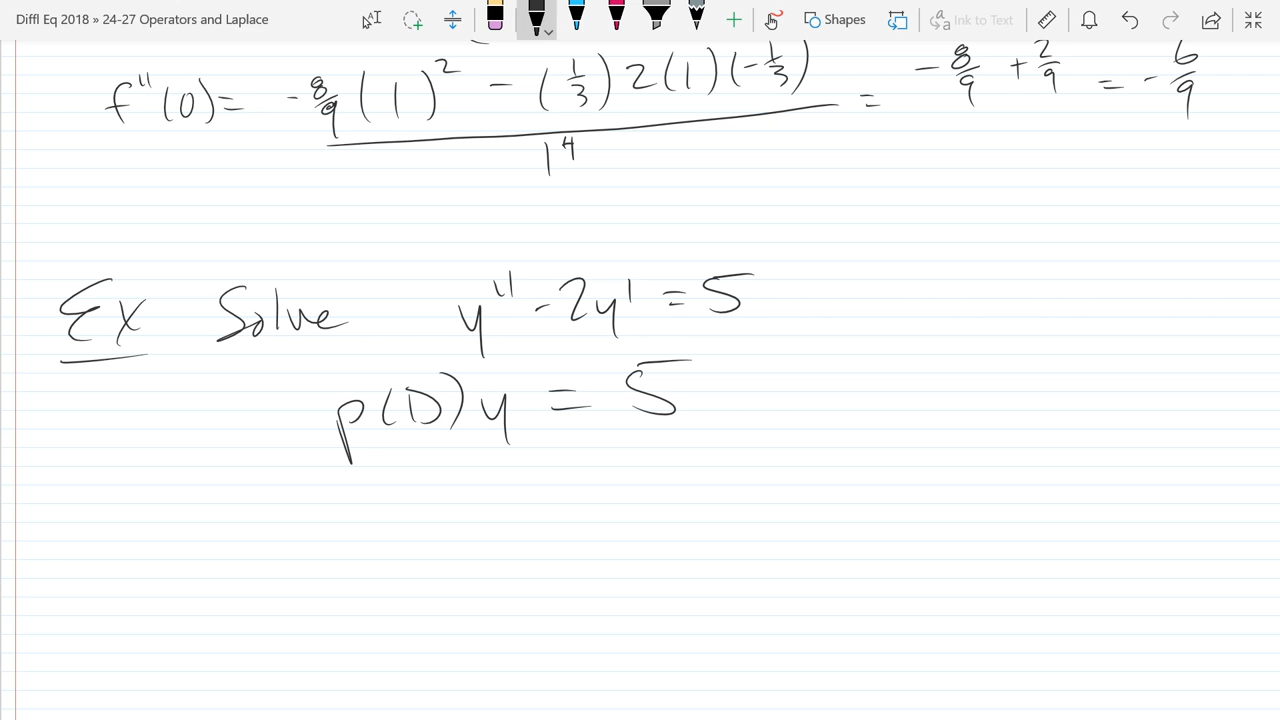 Diffl Eq 2018 » 24-27 Operators and Laplace
Shapes
Ink to Text
f''(0)= -8/9 (1)^2 - (1/3) 2(1)(-1/3) / 1^4 = -8/9 + 2/9 = -6/9
Ex Solve y'' - 2y' = 5
p(D)y = 5